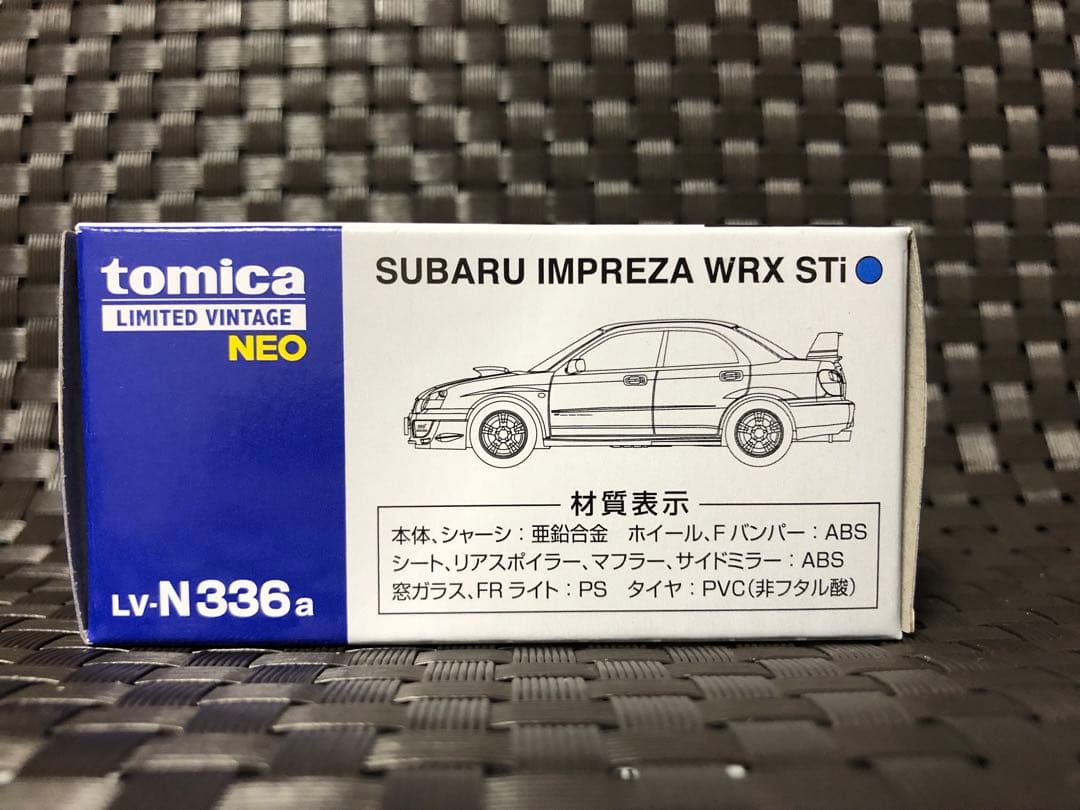 tomica
LIMITED VINTAGE
NEO
LV-N336a
SUBARU IMPREZA WRX STi
材質表示
本体、シャーシ：亜鉛合金　ホイール、Fバンパー：ABS
シート、リアスポイラー、マフラー、サイドミラー：ABS
窓ガラス、FRライト：PS　タイヤ：PVC（非フタル酸）